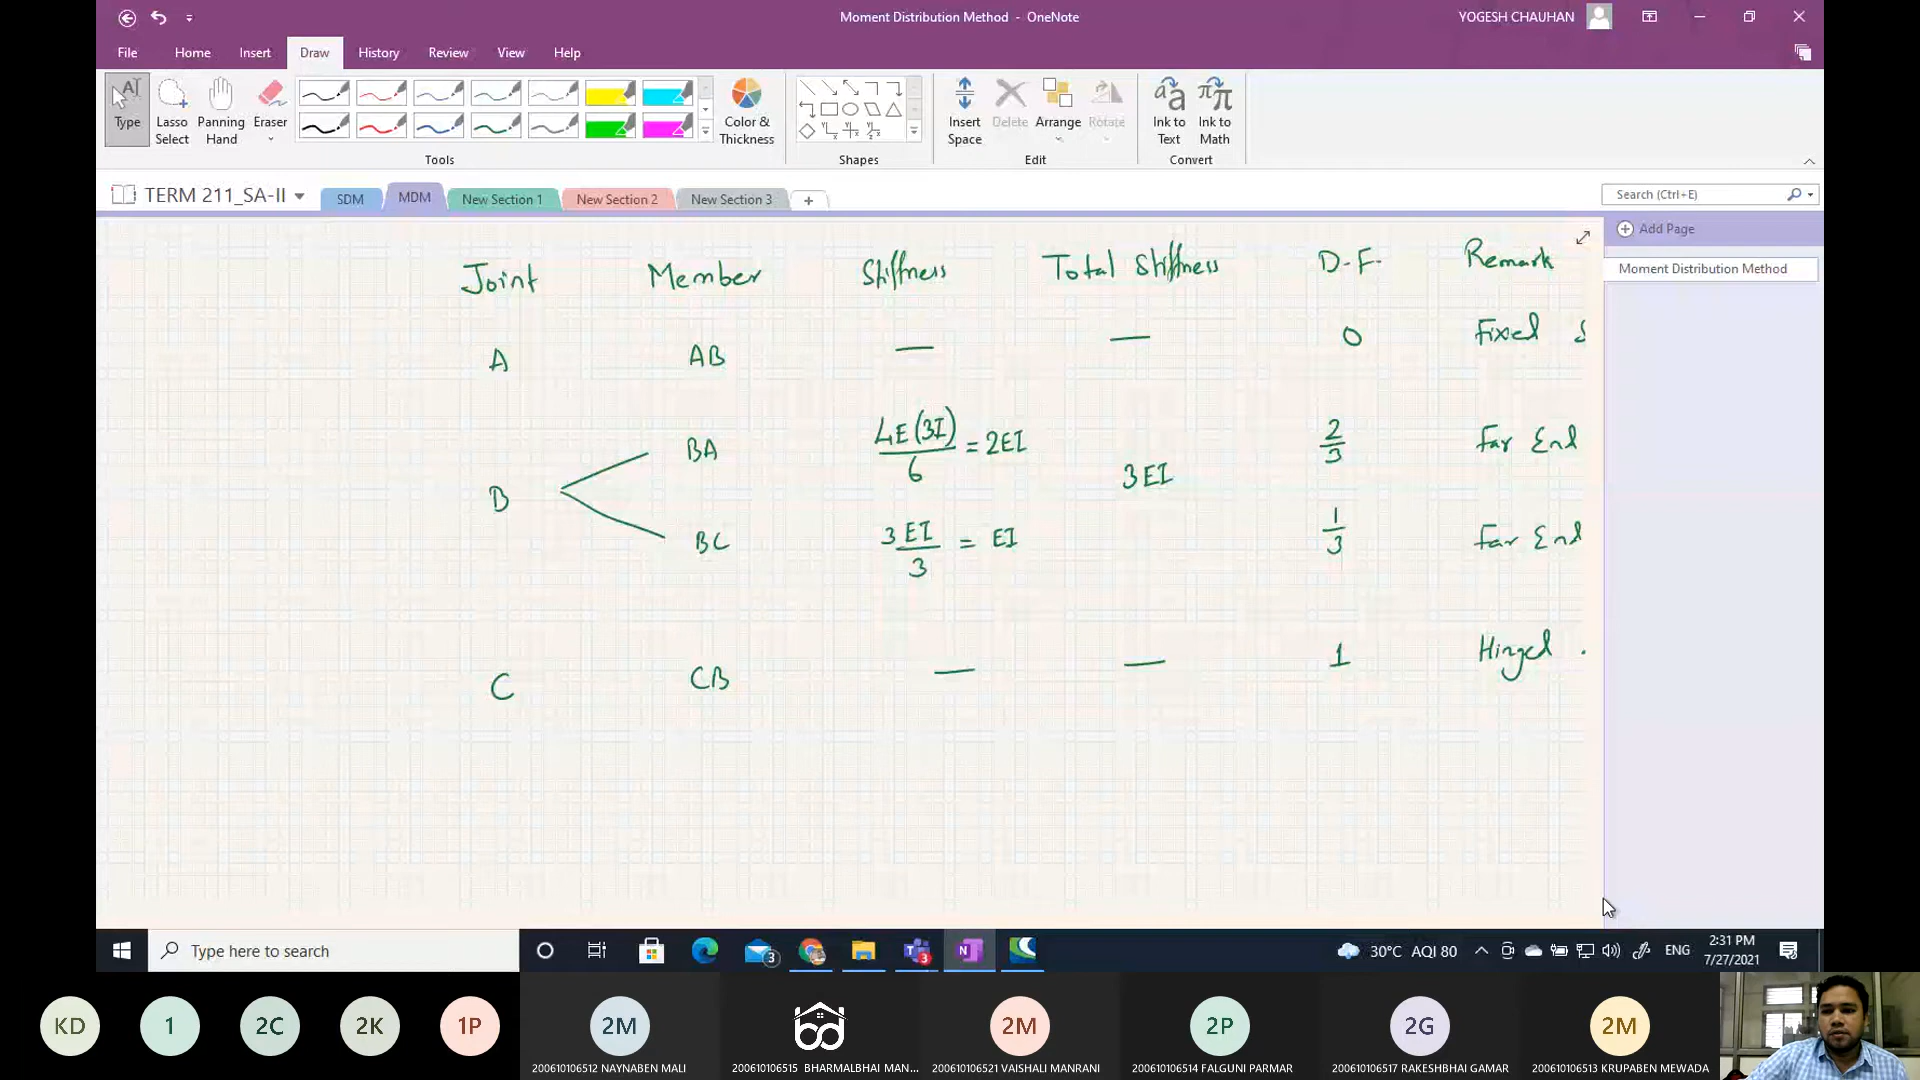 Moment Distribution Method - OneNote
YOGESH CHAUHAN
File Home Insert Draw History Review View Help
Type
Lasso Select
Panning Hand
Eraser
Color & Thickness
Insert Space
Delete
Arrange
Rotate
Ink to Text
Ink to Math
Tools
Shapes
Edit
Convert
TERM 211_SA-II
SDM
MDM
New Section 1
New Section 2
New Section 3
Search (Ctrl+E)
Add Page
Moment Distribution Method
Joint Member Stiffness Total Stiffness D.F. Remark
A AB — — 0 Fixed
B
BA 4E(3I)/6 = 2EI 2/3 Far End
3EI
BC 3EI/3 = EI 1/3 Far End
C CB — — 1 Hinged
Type here to search
3
3
30°C AQI 80
ENG
2:31 PM
7/27/2021
KD
1
2C
2K
1P
2M
bd
2M
2P
2G
2M
200610106512 NAYNABEN MALI
200610106515 BHARMALBHAI MAN...
200610106521 VAISHALI MANRANI
200610106514 FALGUNI PARMAR
200610106517 RAKESHBHAI GAMAR
200610106513 KRUPABEN MEWADA